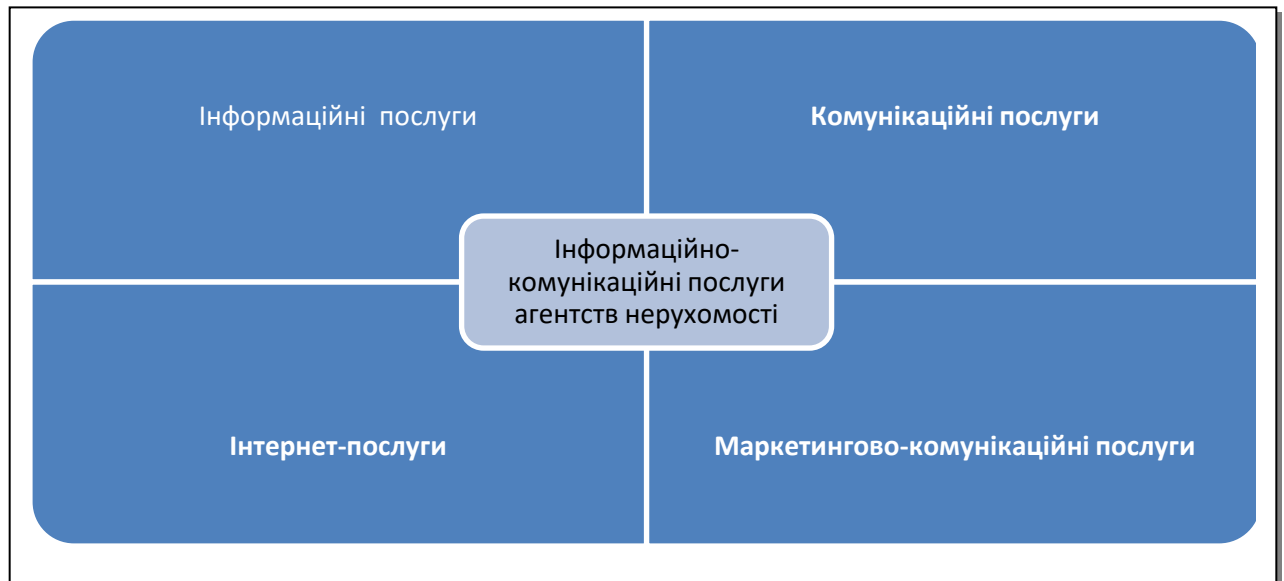 Інформаційні послуги
Комунікаційні послуги
Інформаційно-
комунікаційні послуги
агентств нерухомості
Інтернет-послуги
Маркетингово-комунікаційні послуги